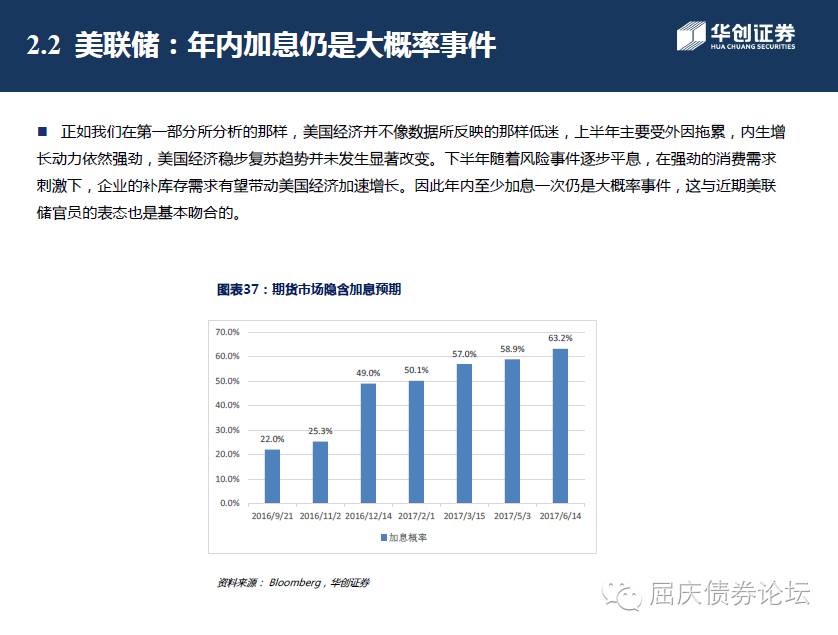 2.2 美联储：年内加息仍是大概率事件
华创证券
HUA CHUANG SECURITIES
■ 正如我们在第一部分所分析的那样，美国经济并不像数据所反映的那样低迷，上半年主要受外因拖累，内生增
长动力依然强劲，美国经济稳步复苏趋势并未发生显著改变。下半年随着风险事件逐步平息，在强劲的消费需求
刺激下，企业的补库存需求有望带动美国经济加速增长。因此年内至少加息一次仍是大概率事件，这与近期美联
储官员的表态也是基本吻合的。
图表37：期货市场隐含加息预期
70.0%
60.0%
50.0%
40.0%
30.0%
20.0%
10.0%
0.0%
22.0%
25.3%
49.0%
50.1%
57.0%
58.9%
63.2%
2016/9/21 2016/11/2 2016/12/14 2017/2/1 2017/3/15 2017/5/3 2017/6/14
加息概率
资料来源： Bloomberg，华创证券
屈庆债券论坛